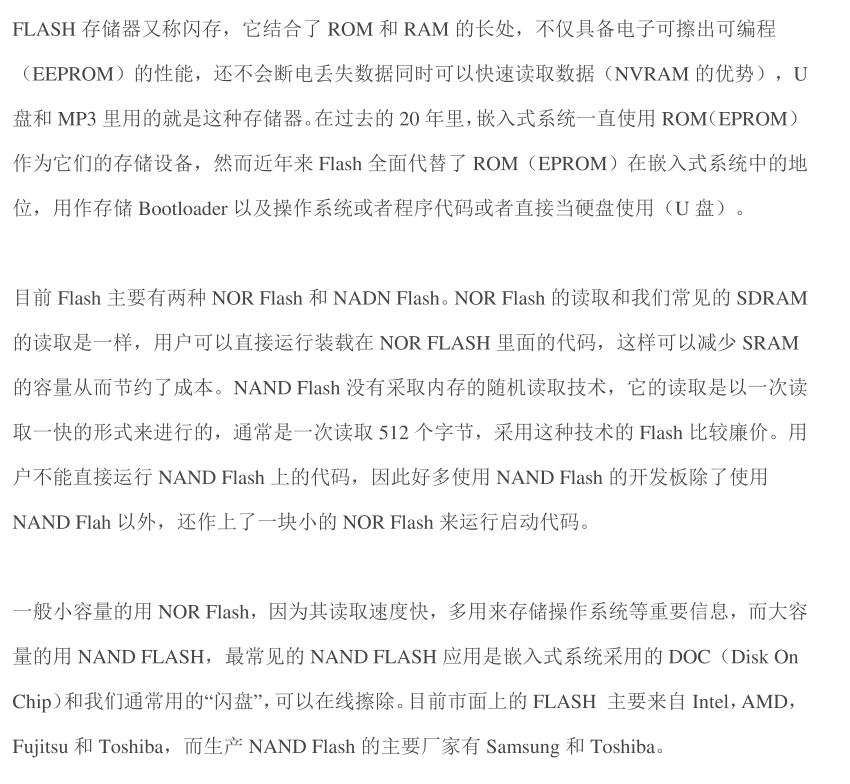 FLASH 存储器又称闪存，它结合了 ROM 和 RAM 的长处，不仅具备电子可擦出可编程
（EEPROM）的性能，还不会断电丢失数据同时可以快速读取数据（NVRAM 的优势），U
盘和 MP3 里用的就是这种存储器。在过去的 20 年里，嵌入式系统一直使用 ROM（EPROM）
作为它们的存储设备，然而近年来 Flash 全面代替了 ROM（EPROM）在嵌入式系统中的地
位，用作存储 Bootloader 以及操作系统或者程序代码或者直接当硬盘使用（U 盘）。
目前 Flash 主要有两种 NOR Flash 和 NADN Flash。NOR Flash 的读取和我们常见的 SDRAM
的读取是一样，用户可以直接运行装载在 NOR FLASH 里面的代码，这样可以减少 SRAM
的容量从而节约了成本。NAND Flash 没有采取内存的随机读取技术，它的读取是以一次读
取一快的形式来进行的，通常是一次读取 512 个字节，采用这种技术的 Flash 比较廉价。用
户不能直接运行 NAND Flash 上的代码，因此好多使用 NAND Flash 的开发板除了使用
NAND Flah 以外，还作上了一块小的 NOR Flash 来运行启动代码。
一般小容量的用 NOR Flash，因为其读取速度快，多用来存储操作系统等重要信息，而大容
量的用 NAND FLASH，最常见的 NAND FLASH 应用是嵌入式系统采用的 DOC（Disk On
Chip）和我们通常用的“闪盘”，可以在线擦除。目前市面上的 FLASH 主要来自 Intel，AMD，
Fujitsu 和 Toshiba，而生产 NAND Flash 的主要厂家有 Samsung 和 Toshiba。